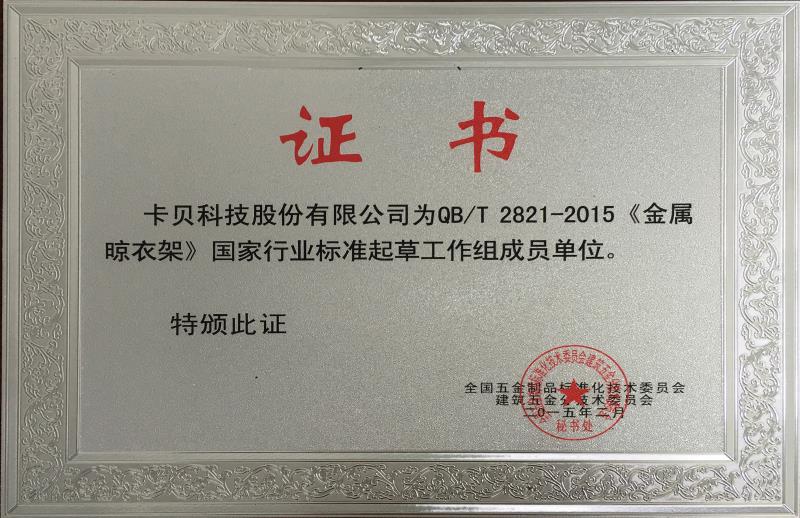 证书
卡贝科技股份有限公司为QB/T 2821-2015《金属
晾衣架》国家行业标准起草工作组成员单位。
特颁此证
全国五金制品标准化技术委员会
建筑五金分技术委员会
二〇一五年二月
秘书处